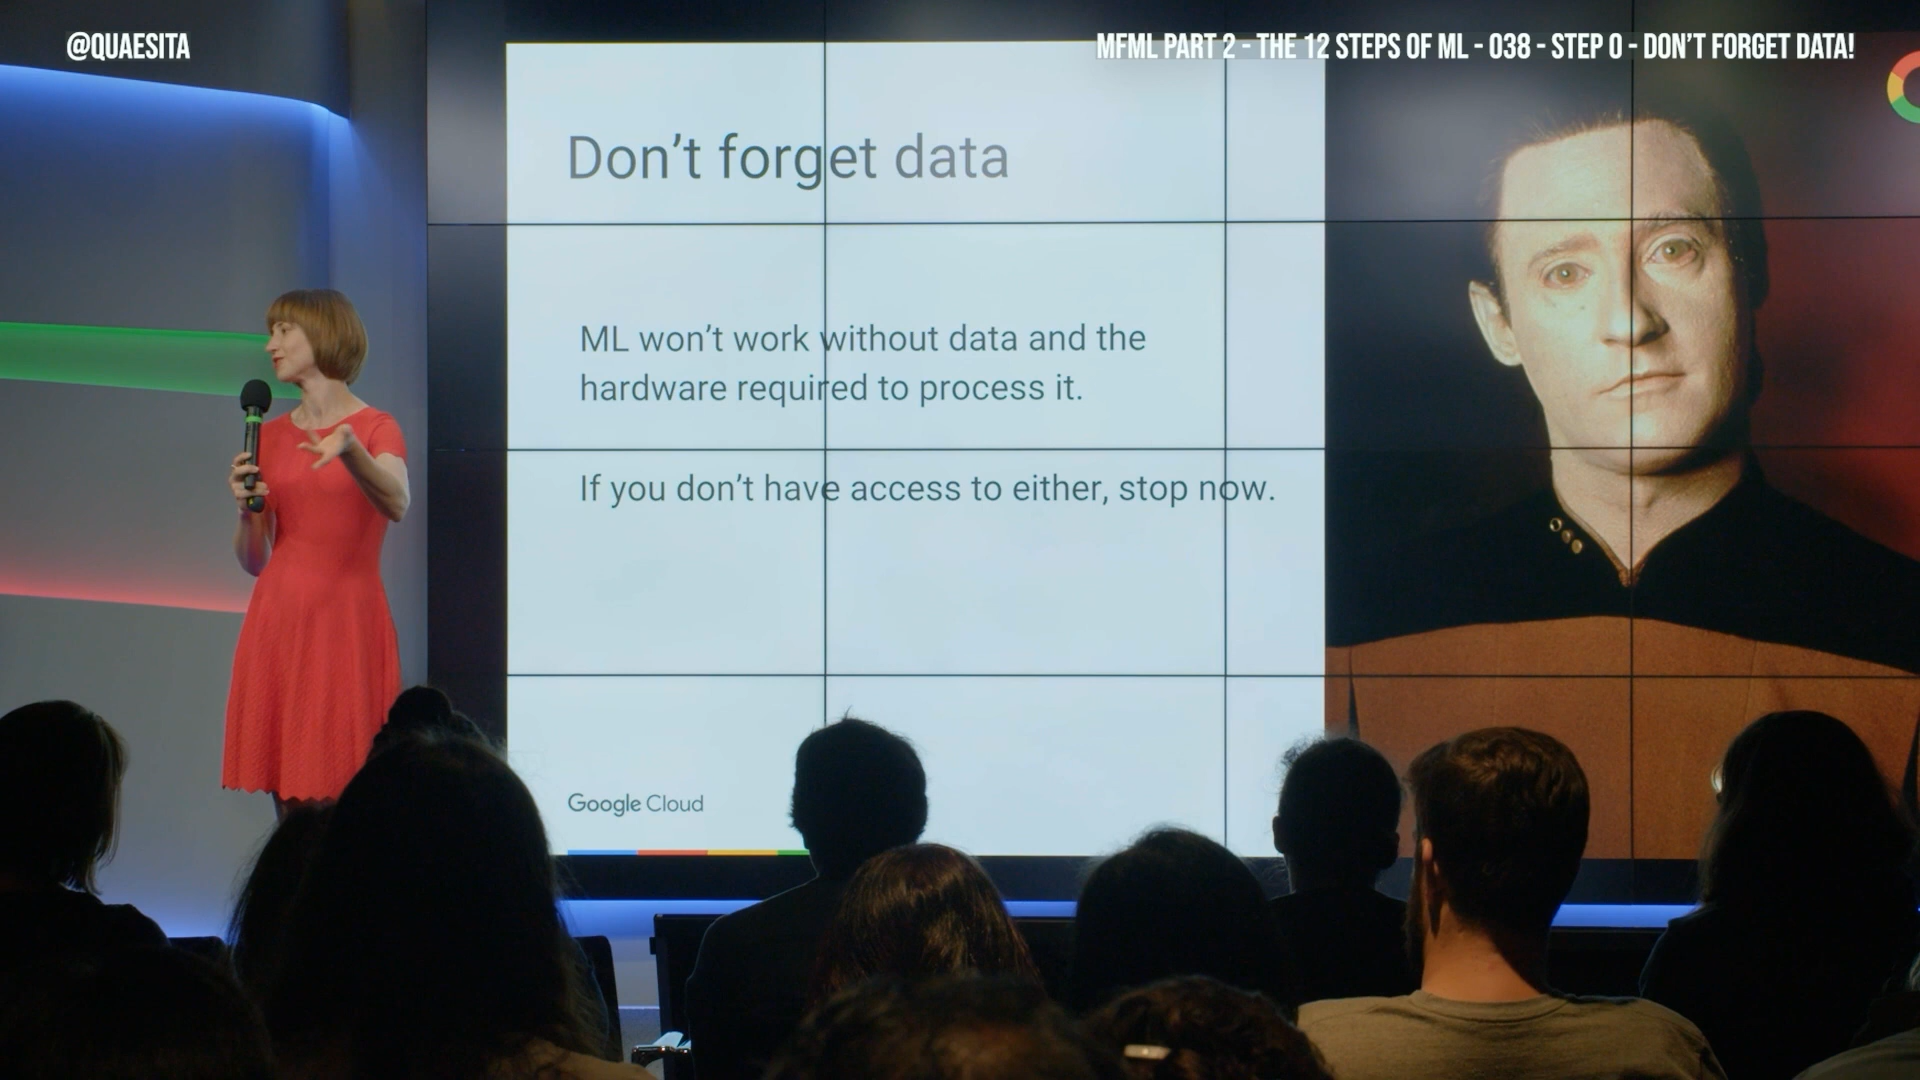 @QUAESITA
MFML PART 2 - THE 12 STEPS OF ML - 038 - STEP 0 - DON'T FORGET DATA!
Don't forget data
ML won't work without data and the
hardware required to process it.
If you don't have access to either, stop now.
Google Cloud